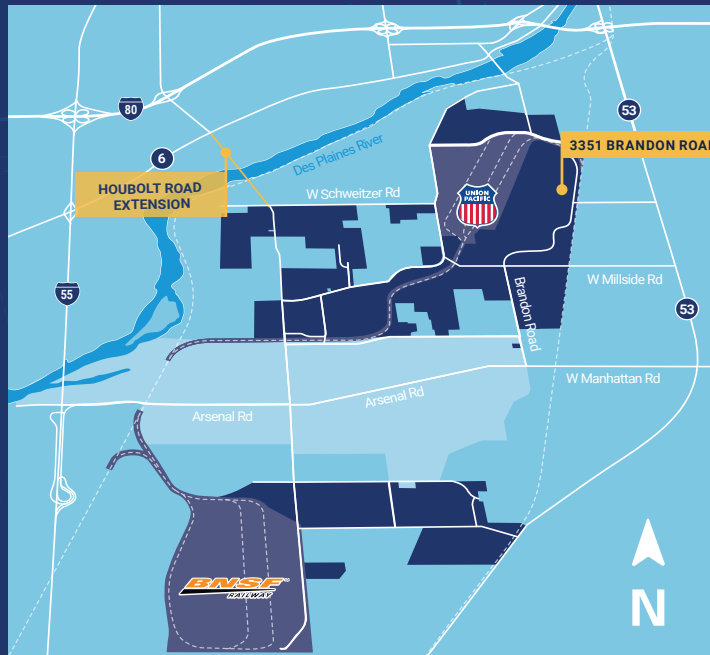 80
53
6
3351 BRANDON ROAD
Des Plaines River
HOUBOLT ROAD
EXTENSION
W Schweitzer Rd
UNION
PACIFIC
55
W Millside Rd
Brandon Road
53
W Manhattan Rd
Arsenal Rd
Arsenal Rd
BNSF
RAILWAY
N